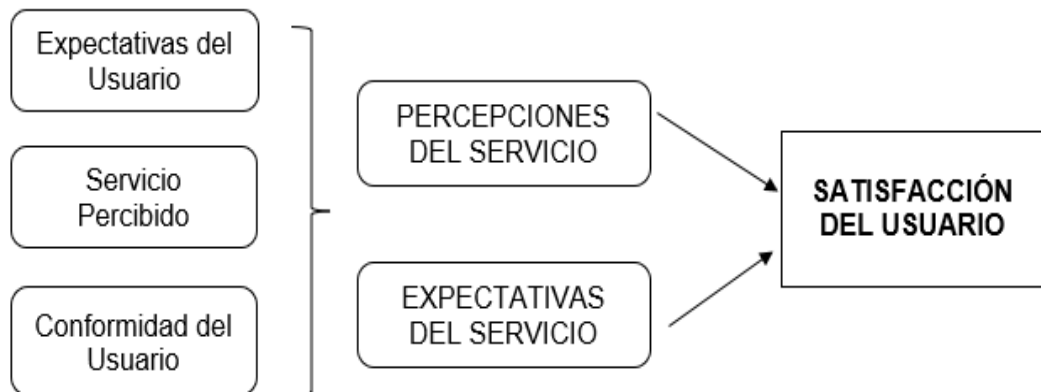 Expectativas del
Usuario
Servicio
Percibido
Conformidad del
Usuario
PERCEPCIONES
DEL SERVICIO
EXPECTATIVAS
DEL SERVICIO
SATISFACCIÓN
DEL USUARIO